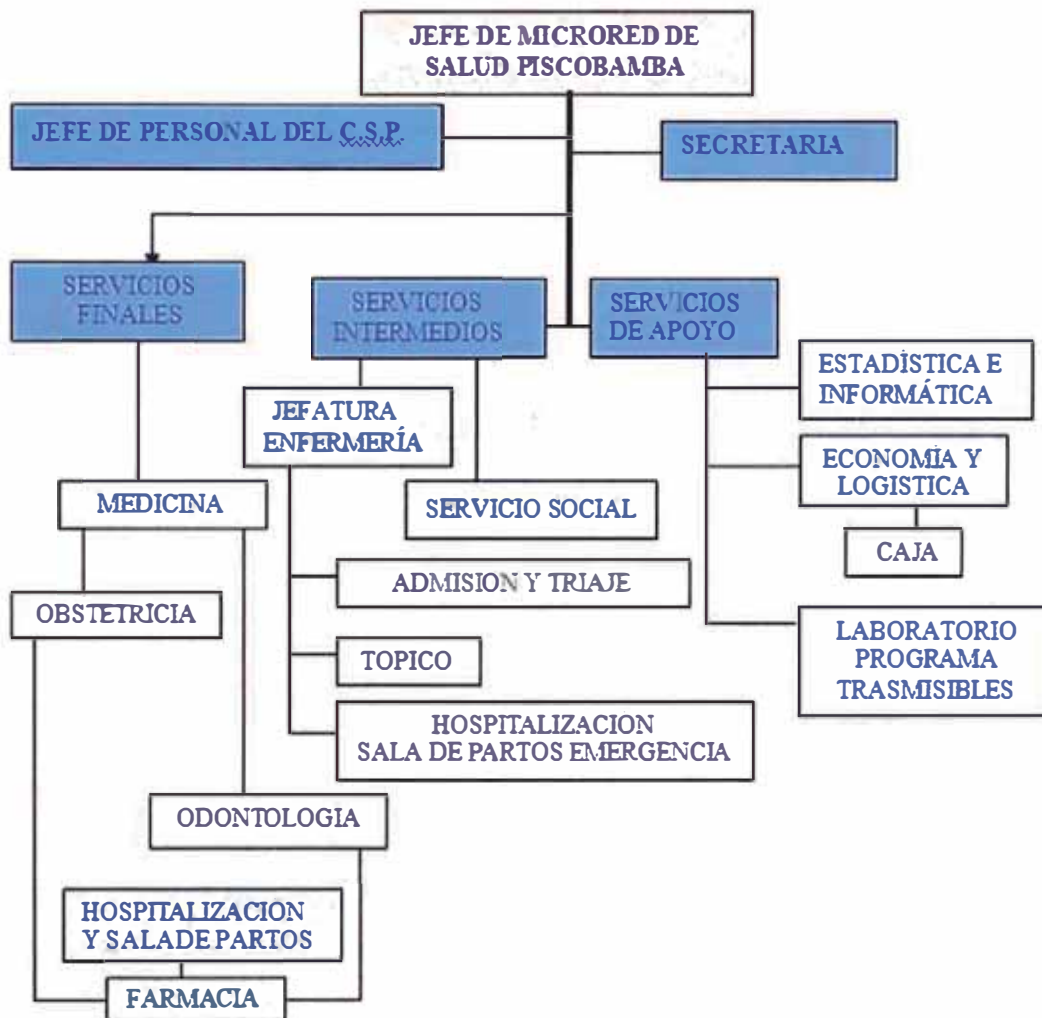 JEFE DE MICRORED DE
SALUD PISCOBAMBA
JEFE DE PERSONAL DEL C.S.P.
SECRETARIA
SERVICIOS
FINALES
SERVICIOS
INTERMEDIOS
SERVICIOS
DE APOYO
ESTADÍSTICA E
INFORMÁTICA
JEFATURA
ENFERMERÍA
ECONOMÍA Y
LOGISTICA
MEDICINA
SERVICIO SOCIAL
CAJA
ADMISION Y TRIAJE
OBSTETRICIA
LABORATORIO
PROGRAMA
TRASMISIBLES
TOPICO
HOSPITALIZACION
SALA DE PARTOS EMERGENCIA
ODONTOLOGIA
HOSPITALIZACION
Y SALADE PARTOS
FARMACIA